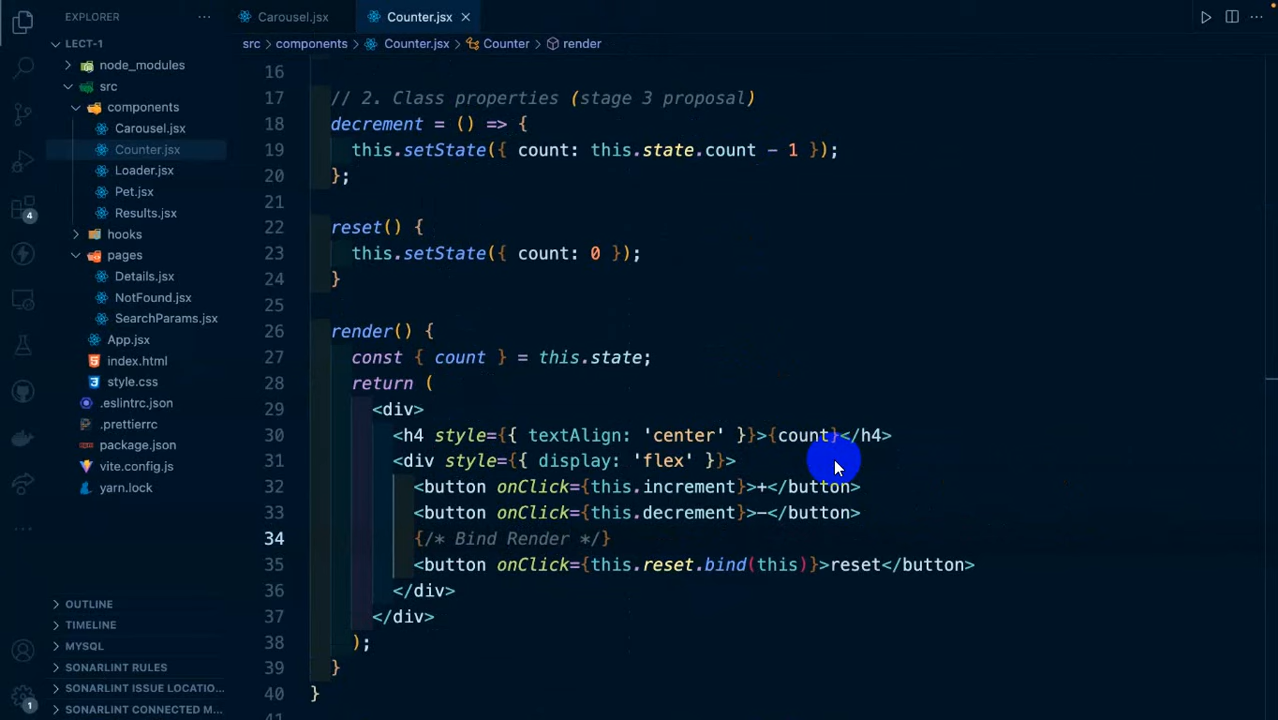 EXPLORER ...
LECT-1
node_modules
src
components
Carousel.jsx
Counter.jsx
Loader.jsx
Pet.jsx
Results.jsx
hooks
pages
Details.jsx
NotFound.jsx
SearchParams.jsx
App.jsx
index.html
style.css
.eslintrc.json
.prettierrc
package.json
vite.config.js
yarn.lock
OUTLINE
TIMELINE
MYSQL
SONARLINT RULES
SONARLINT ISSUE LOCATIO...
SONARLINT CONNECTED M...
4
1
Carousel.jsx Counter.jsx
src > components > Counter.jsx > Counter > render
16
17 // 2. Class properties (stage 3 proposal)
18 decrement = () => {
19 this.setState({ count: this.state.count - 1 });
20 };
21
22 reset() {
23 this.setState({ count: 0 });
24 }
25
26 render() {
27 const { count } = this.state;
28 return (
29 <div>
30 <h4 style={{ textAlign: 'center' }}>{count}</h4>
31 <div style={{ display: 'flex' }}>
32 <button onClick={this.increment}>+</button>
33 <button onClick={this.decrement}>-</button>
34 {/* Bind Render */}
35 <button onClick={this.reset.bind(this)}>reset</button>
36 </div>
37 </div>
38 );
39 }
40 }
41